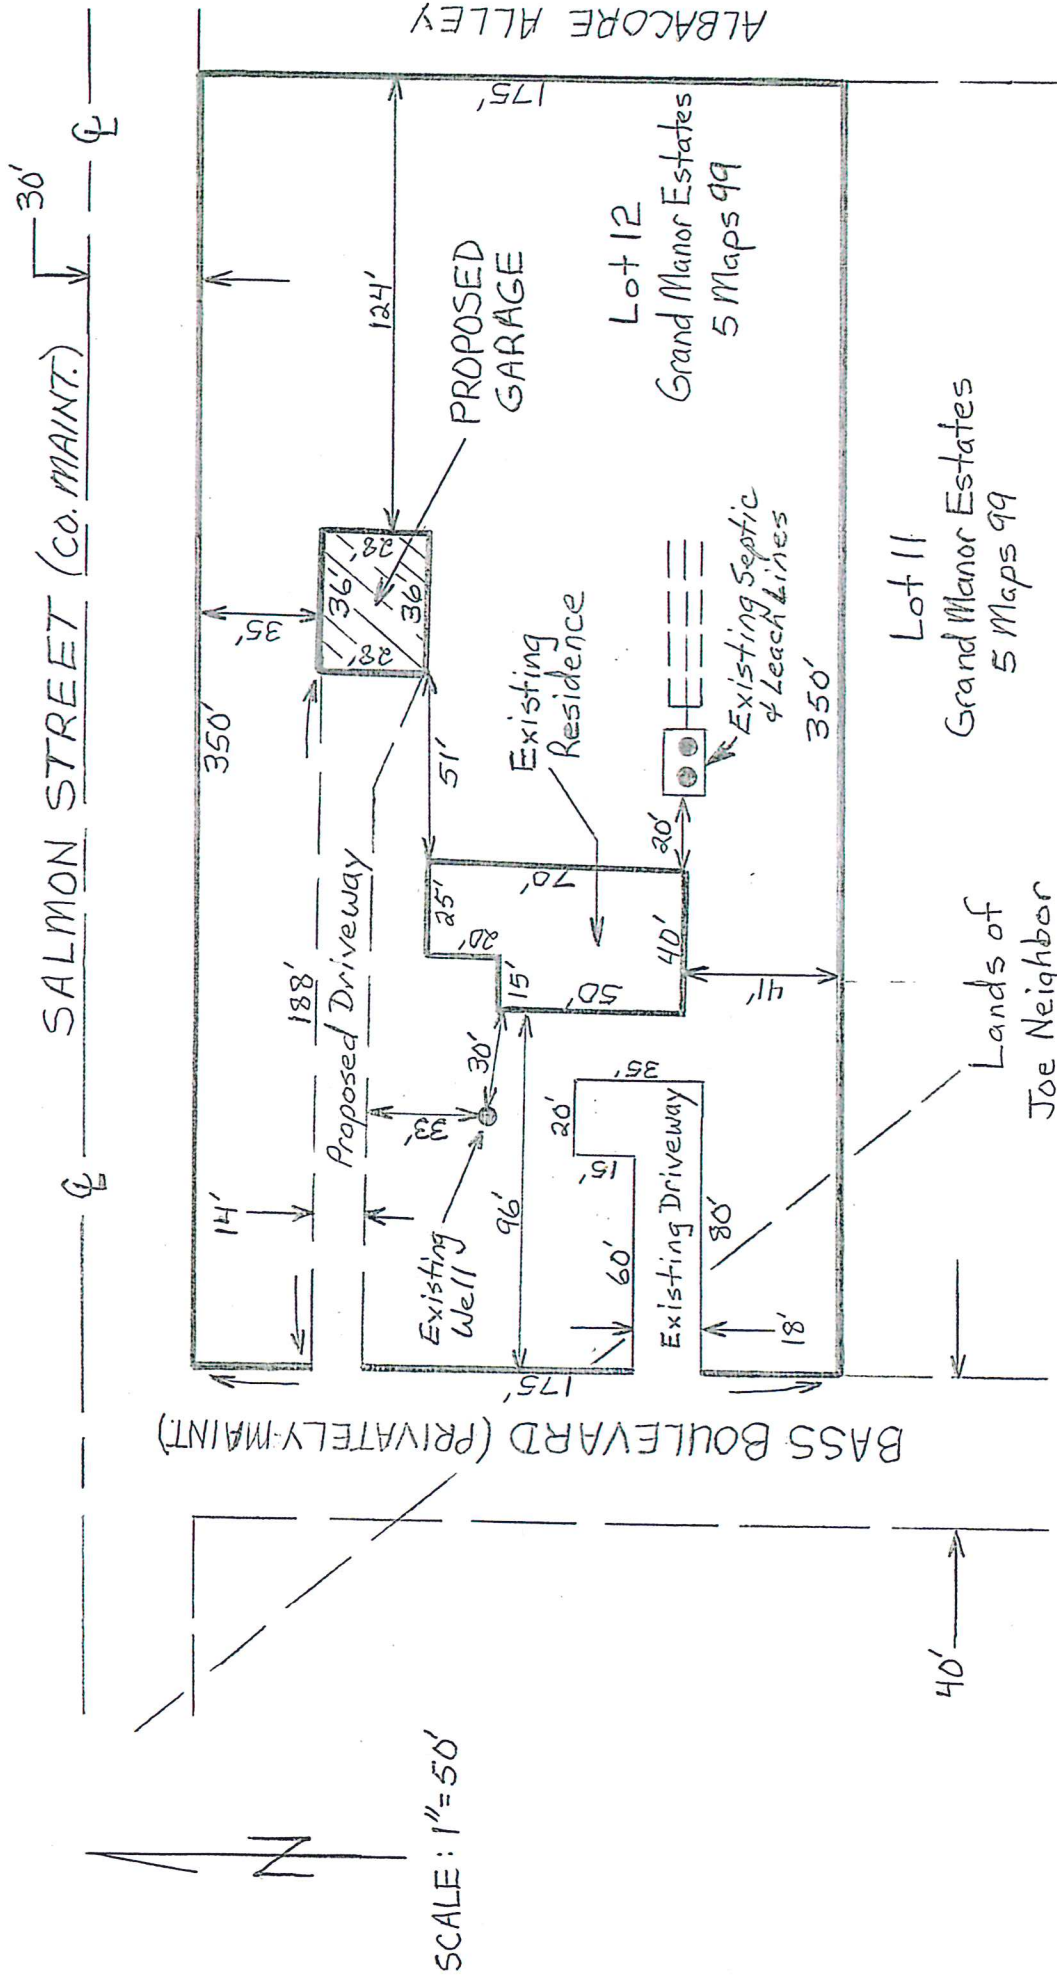 SALMON STREET (CO. MAINT.)
30'
ALBACORE ALLEY
BASS BOULEVARD (PRIVATELY MAINT.)
350'
175'
124'
35'
PROPOSED
GARAGE
36'
28'
28'
36'
188'
Proposed Driveway
14'
33'
51'
Existing
Well
30'
96'
25'
20'
15'
70'
50'
40'
Existing
Residence
20'
Existing Septic
& Leach Lines
41'
Lot 12
Grand Manor Estates
5 Maps 99
175'
60'
15'
20'
35'
Existing Driveway
80'
18'
350'
Lot 11
Grand Manor Estates
5 Maps 99
Lands of
Joe Neighbor
40'
N
SCALE: 1"=50'